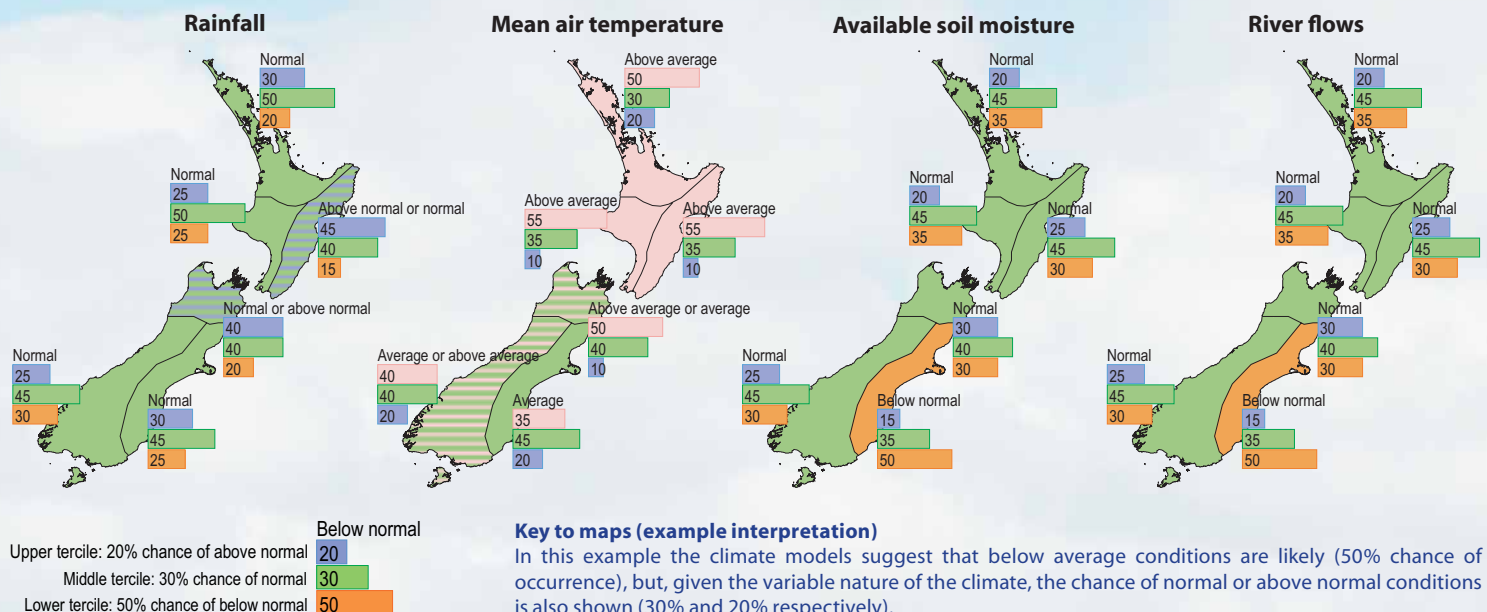 Rainfall
Normal
30
50
20
Normal
25
50
25
Above normal or normal
45
40
15
Normal or above normal
40
40
20
Normal
25
45
30
Normal
30
45
25
Mean air temperature
Above average
50
30
20
Above average
55
35
10
Above average
55
35
10
Above average or average
50
40
10
Average or above average
40
40
20
Average
35
45
20
Available soil moisture
Normal
20
45
35
Normal
20
45
35
Normal
25
45
30
Normal
30
40
30
Normal
25
45
30
Below normal
15
35
50
River flows
Normal
20
45
35
Normal
20
45
35
Normal
25
45
30
Normal
30
40
30
Normal
25
45
30
Below normal
15
35
50
Below normal
Upper tercile: 20% chance of above normal 20
Middle tercile: 30% chance of normal 30
Lower tercile: 50% chance of below normal 50
Key to maps (example interpretation)
In this example the climate models suggest that below average conditions are likely (50% chance of
occurrence), but, given the variable nature of the climate, the chance of normal or above normal conditions
is also shown (30% and 20% respectively).